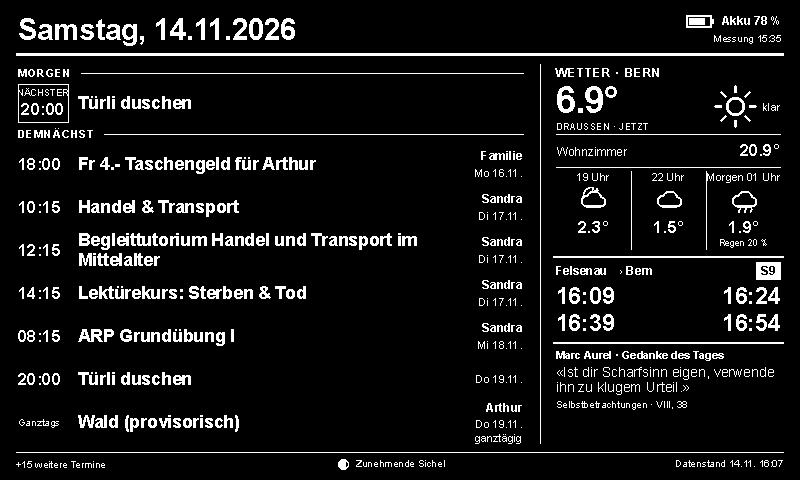 Samstag, 14.11.2026
Akku 78 %
Messung 15:35
MORGEN
NÄCHSTER
20:00
Türli duschen
DEMNÄCHST
18:00 Fr 4.- Taschengeld für Arthur
Familie
Mo 16.11.
10:15 Handel & Transport
Sandra
Di 17.11.
12:15 Begleittutorium Handel und Transport im
Mittelalter
Sandra
Di 17.11.
14:15 Lektürekurs: Sterben & Tod
Sandra
Di 17.11.
08:15 ARP Grundübung I
Sandra
Mi 18.11.
20:00 Türli duschen
Do 19.11.
Ganztags Wald (provisorisch)
Arthur
Do 19.11.
ganztägig
WETTER · BERN
6.9°
klar
DRAUSSEN · JETZT
Wohnzimmer 20.9°
19 Uhr 22 Uhr Morgen 01 Uhr
2.3° 1.5° 1.9°
Regen 20 %
Felsenau › Bern S9
16:09 16:24
16:39 16:54
Marc Aurel · Gedanke des Tages
«Ist dir Scharfsinn eigen, verwende
ihn zu klugem Urteil.»
Selbstbetrachtungen · VIII, 38
+15 weitere Termine
Zunehmende Sichel
Datenstand 14.11. 16:07